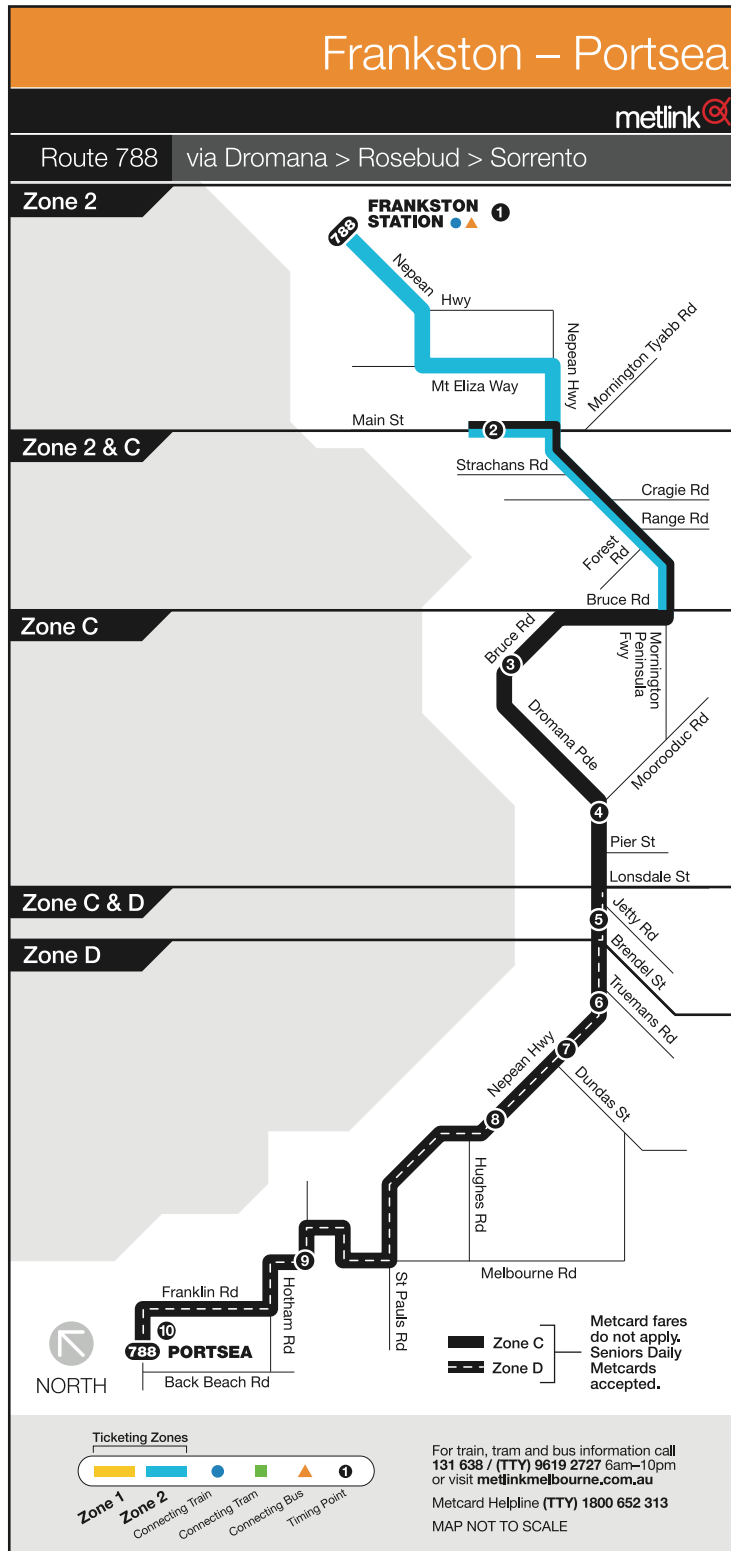 Frankston – Portsea
metlink
Route 788
via Dromana > Rosebud > Sorrento
Zone 2
FRANKSTON
STATION
1
788
Nepean
Hwy
Nepean Hwy
Mornington Tyabb Rd
Mt Eliza Way
Main St
2
Zone 2 & C
Strachans Rd
Cragie Rd
Range Rd
Forest
Rd
Bruce Rd
Zone C
Bruce Rd
3
Mornington
Peninsula
Fwy
Dromana Pde
Moorooduc Rd
4
Pier St
Lonsdale St
Zone C & D
5
Jetty Rd
Zone D
Brendel St
6
Truemans Rd
Nepean Hwy
7
Dundas St
8
Hughes Rd
9
Melbourne Rd
Franklin Rd
Hotham Rd
St Pauls Rd
10
788 PORTSEA
Back Beach Rd
NORTH
Zone C
Zone D
Metcard fares
do not apply.
Seniors Daily
Metcards
accepted.
Ticketing Zones
1
Zone 1
Zone 2
Connecting Train
Connecting Tram
Connecting Bus
Timing Point
For train, tram and bus information call
131 638 / (TTY) 9619 2727 6am–10pm
or visit metlinkmelbourne.com.au
Metcard Helpline (TTY) 1800 652 313
MAP NOT TO SCALE